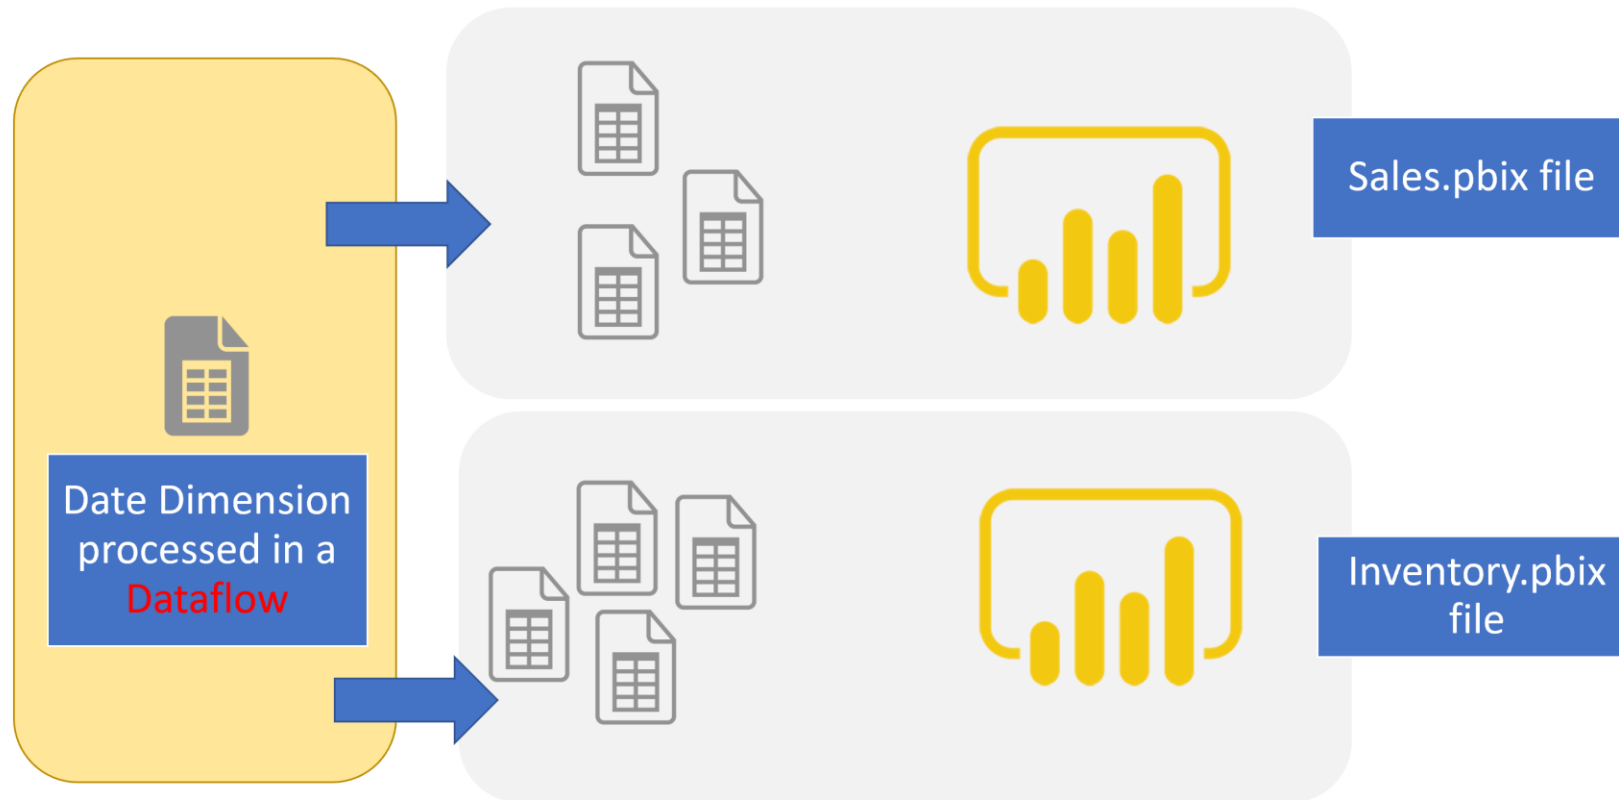 Sales.pbix file
Date Dimension
processed in a
Dataflow
Inventory.pbix
file